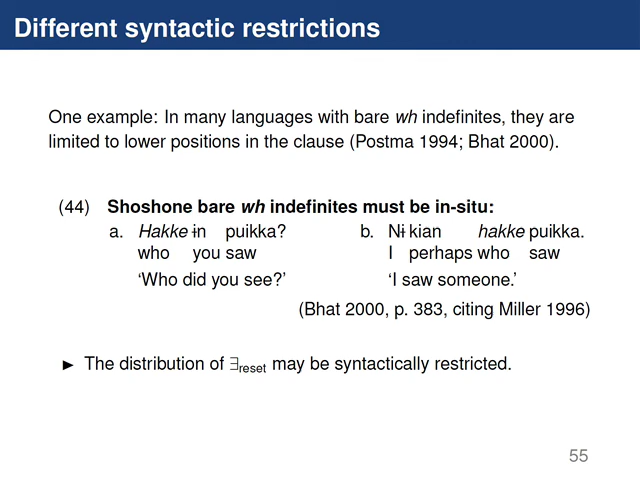 Different syntactic restrictions
One example: In many languages with bare wh indefinites, they are
limited to lower positions in the clause (Postma 1994; Bhat 2000).
(44) Shoshone bare wh indefinites must be in-situ:
a. Hakke ɨn puikka? b. Nɨ kian hakke puikka.
who you saw I perhaps who saw
‘Who did you see?’ ‘I saw someone.’
(Bhat 2000, p. 383, citing Miller 1996)
▶ The distribution of ∃reset may be syntactically restricted.
55